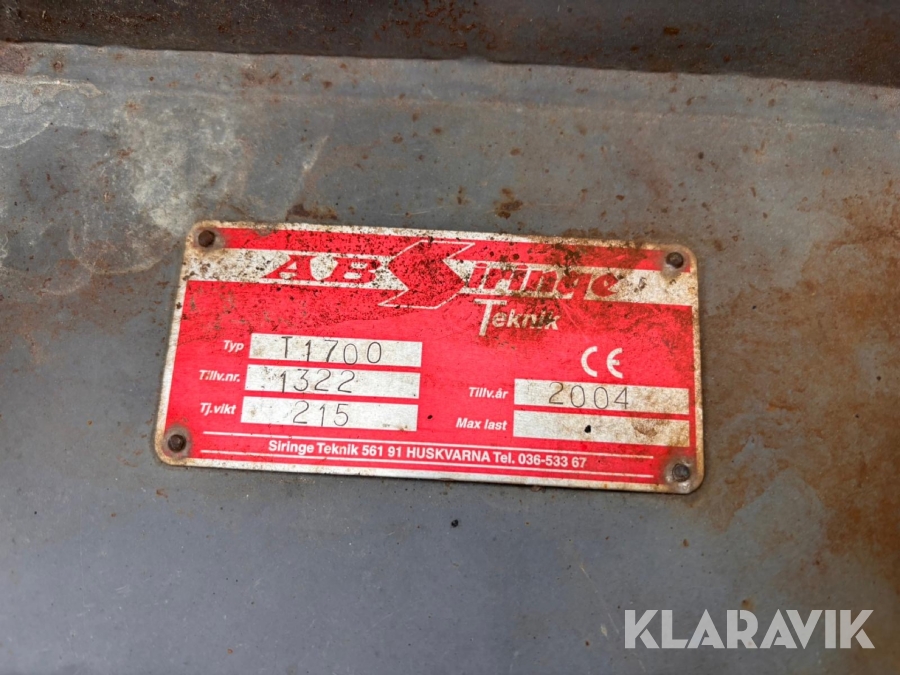 AB Siringe
Teknik
Typ T1700
CE
Tillv.nr. 1322
Tillv.år 2004
Tj.vikt 215
Max last
Siringe Teknik 561 91 HUSKVARNA Tel. 036-533 67
KLARAVIK